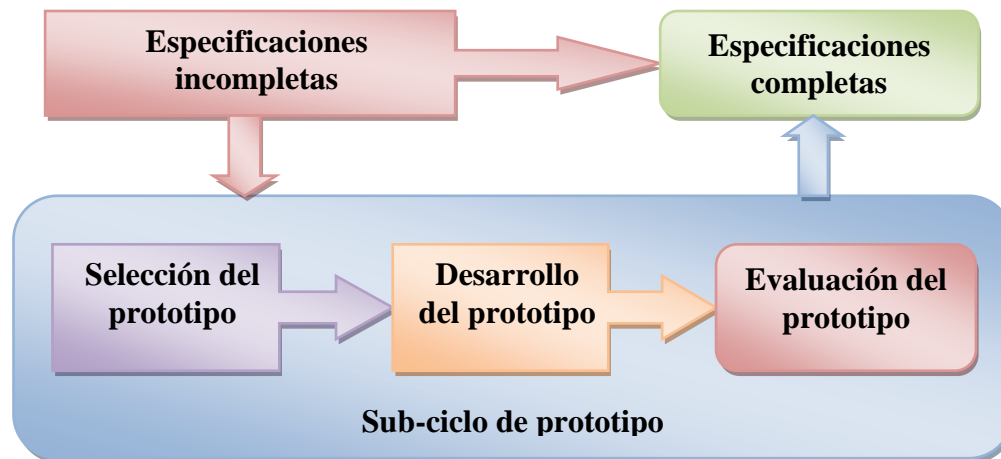 Especificaciones
incompletas
Especificaciones
completas
Selección del
prototipo
Desarrollo
del prototipo
Evaluación del
prototipo
Sub-ciclo de prototipo